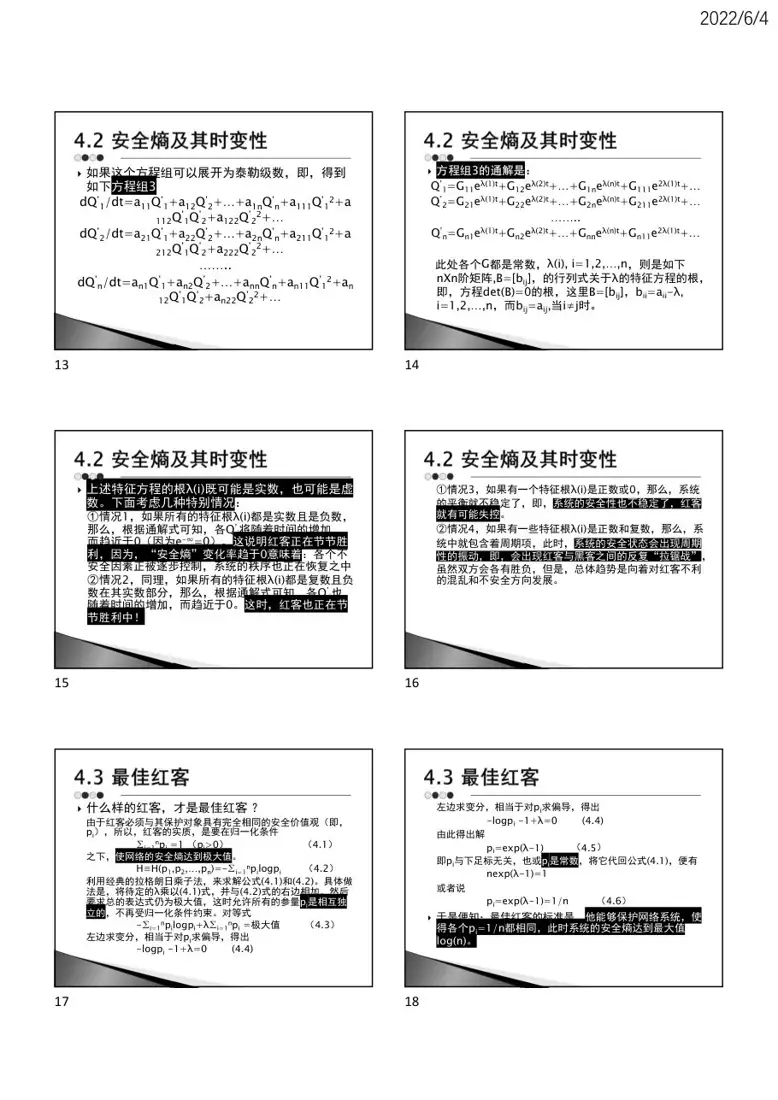 2022/6/4
4.2 安全熵及其时变性
如果这个方程组可以展开为泰勒级数，即，得到
如下方程组3
dQ'₁/dt=a₁₁Q'₁+a₁₂Q'₂+…+a₁ₙQ'ₙ+a₁₁₁Q'₁²+a
₁₁₂Q'₁Q'₂+a₁₂₂Q'₂²+…
dQ'₂/dt=a₂₁Q'₁+a₂₂Q'₂+…+a₂ₙQ'ₙ+a₂₁₁Q'₁²+a
₂₁₂Q'₁Q'₂+a₂₂₂Q'₂²+…
……..
dQ'ₙ/dt=aₙ₁Q'₁+aₙ₂Q'₂+…+aₙₙQ'ₙ+aₙ₁₁Q'₁²+aₙ
₁₂Q'₁Q'₂+aₙ₂₂Q'₂²+…
13
4.2 安全熵及其时变性
方程组3的通解是：
Q'₁=G₁₁e^λ(1)t+G₁₂e^λ(2)t+…+G₁ₙe^λ(n)t+G₁₁₁e^2λ(1)t+…
Q'₂=G₂₁e^λ(1)t+G₂₂e^λ(2)t+…+G₂ₙe^λ(n)t+G₂₁₁e^2λ(1)t+…
……..
Q'ₙ=Gₙ₁e^λ(1)t+Gₙ₂e^λ(2)t+…+Gₙₙe^λ(n)t+Gₙ₁₁e^2λ(1)t+…
此处各个G都是常数，λ(i), i=1,2,…,n，则是如下
nXn阶矩阵,B=[bᵢⱼ]，的行列式关于λ的特征方程的根，
即，方程det(B)=0的根，这里B=[bᵢⱼ]，bᵢᵢ=aᵢᵢ-λ,
i=1,2,…,n，而bᵢⱼ=aᵢⱼ,当i≠j时。
14
4.2 安全熵及其时变性
上述特征方程的根λ(i)既可能是实数，也可能是虚
数。下面考虑几种特别情况：
①情况1，如果所有的特征根λ(i)都是实数且是负数，
那么，根据通解式可知，各Q'将随着时间的增加，
而趋近于0（因为e^-∞=0）。这说明红客正在节节胜
利，因为，“安全熵”变化率趋于0意味着：各个不
安全因素正被逐步控制，系统的秩序也正在恢复之中
②情况2，同理，如果所有的特征根λ(i)都是复数且负
数在其实数部分，那么，根据通解式可知，各Q'也
随着时间的增加，而趋近于0。这时，红客也正在节
节胜利中！
15
4.2 安全熵及其时变性
①情况3，如果有一个特征根λ(i)是正数或0，那么，系统
的平衡就不稳定了，即，系统的安全性也不稳定了，红客
就有可能失控。
②情况4，如果有一些特征根λ(i)是正数和复数，那么，系
统中就包含着周期项，此时，系统的安全状态会出现周期
性的振动，即，会出现红客与黑客之间的反复“拉锯战”，
虽然双方会各有胜负，但是，总体趋势是向着对红客不利
的混乱和不安全方向发展。
16
4.3 最佳红客
什么样的红客，才是最佳红客 ？
由于红客必须与其保护对象具有完全相同的安全价值观（即，
pᵢ），所以，红客的实质，是要在归一化条件
Σᵢ₌₁ⁿpᵢ =1 （pᵢ>0） （4.1）
之下，使网络的安全熵达到极大值。
H≡H(p₁,p₂,…,pₙ)=-Σᵢ₌₁ⁿpᵢlogpᵢ （4.2）
利用经典的拉格朗日乘子法，来求解公式(4.1)和(4.2)。具体做
法是，将待定的λ乘以(4.1)式，并与(4.2)式的右边相加，然后
要求总的表达式仍为极大值，这时允许所有的参量pᵢ是相互独
立的，不再受归一化条件约束。对等式
-Σᵢ₌₁ⁿpᵢlogpᵢ+λΣᵢ₌₁ⁿpᵢ =极大值 （4.3）
左边求变分，相当于对pᵢ求偏导，得出
-logpᵢ -1+λ=0 (4.4)
17
4.3 最佳红客
左边求变分，相当于对pᵢ求偏导，得出
-logpᵢ -1+λ=0 (4.4)
由此得出解
pᵢ=exp(λ-1) （4.5）
即pᵢ与下足标无关，也或pᵢ是常数，将它代回公式(4.1)，便有
nexp(λ-1)=1
或者说
pᵢ=exp(λ-1)=1/n （4.6）
于是便知：最佳红客的标准是，他能够保护网络系统，使
得各个pᵢ=1/n都相同，此时系统的安全熵达到最大值
log(n)。
18